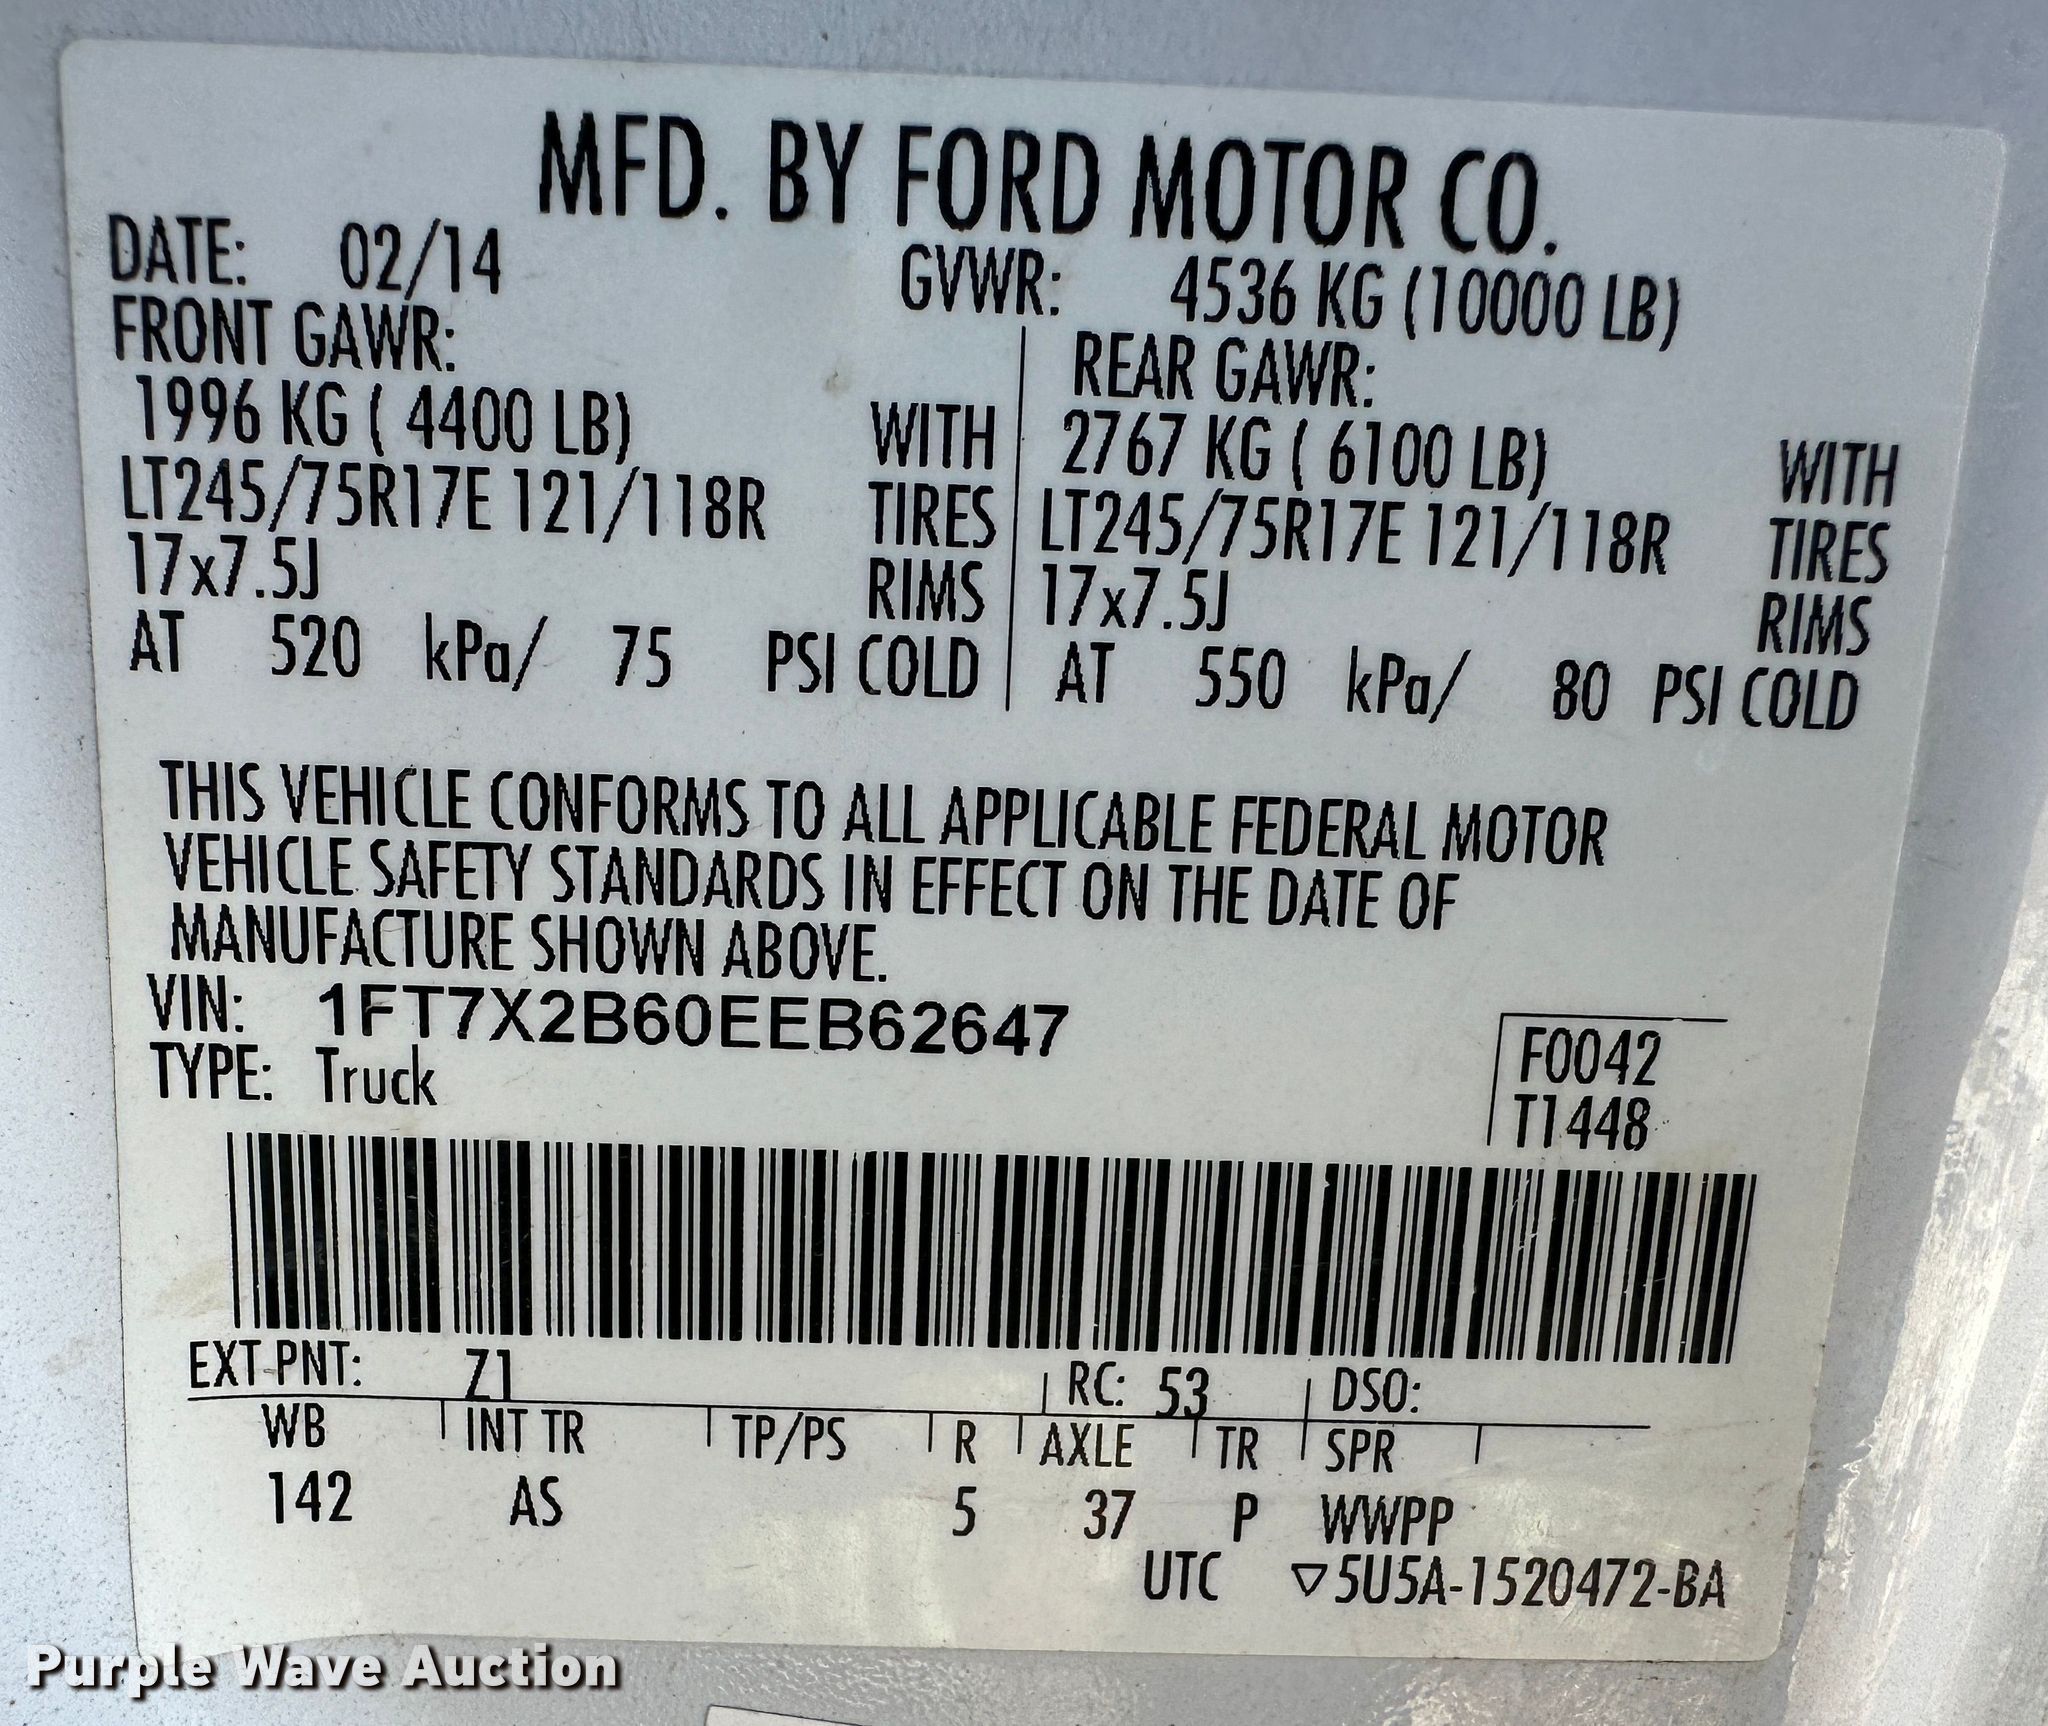 MFD. BY FORD MOTOR CO.
DATE: 02/14 GVWR: 4536 KG (10000 LB)
FRONT GAWR: REAR GAWR:
1996 KG ( 4400 LB) WITH 2767 KG ( 6100 LB) WITH
LT245/75R17E 121/118R TIRES LT245/75R17E 121/118R TIRES
17x7.5J RIMS 17x7.5J RIMS
AT 520 kPa/ 75 PSI COLD AT 550 kPa/ 80 PSI COLD
THIS VEHICLE CONFORMS TO ALL APPLICABLE FEDERAL MOTOR
VEHICLE SAFETY STANDARDS IN EFFECT ON THE DATE OF
MANUFACTURE SHOWN ABOVE.
VIN: 1FT7X2B60EEB62647
TYPE: Truck
F0042
T1448
EXT PNT: Z1 RC: 53 DSO:
WB INT TR TP/PS R AXLE TR SPR
142 AS 5 37 P WWPP
UTC ▽5U5A-1520472-BA
Purple Wave Auction